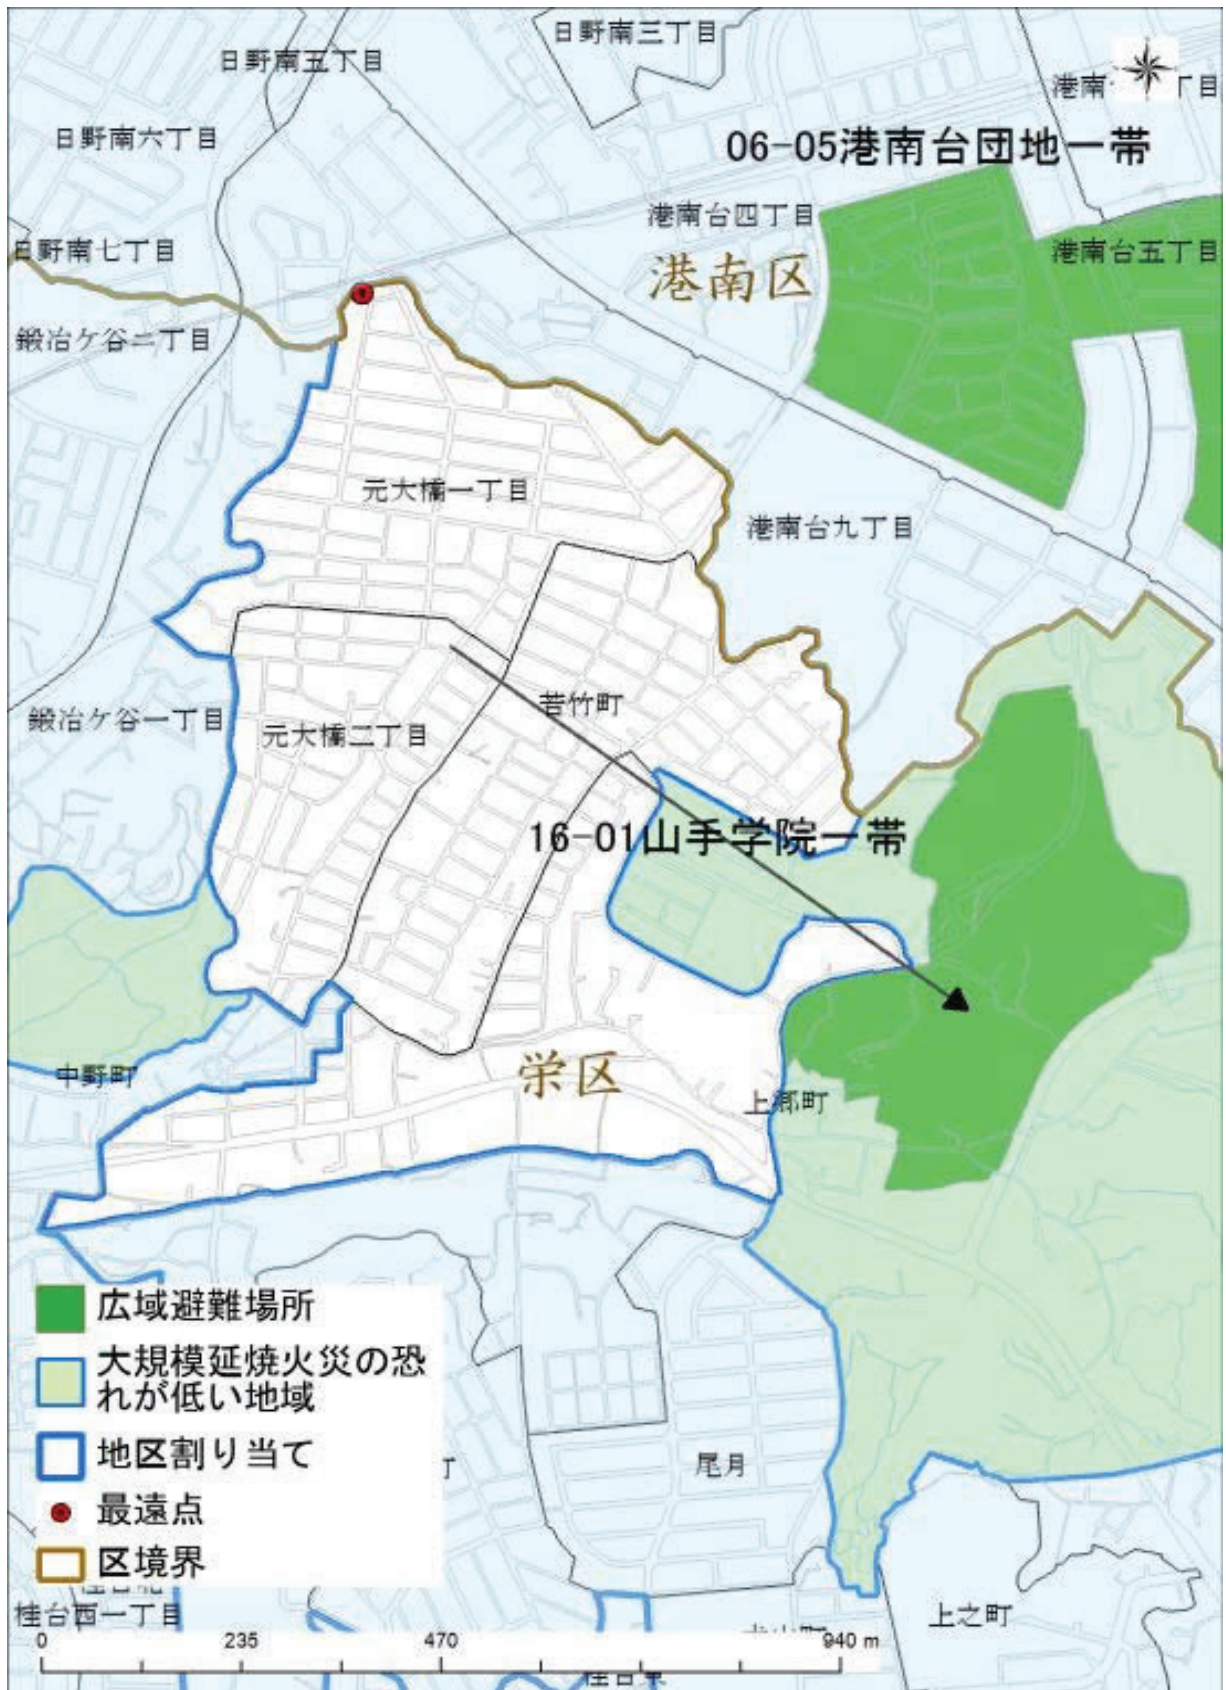 日野南三丁目
日野南五丁目
日野南六丁目
港南
丁目
06-05港南台団地一帯
港南台四丁目
港南台五丁目
日野南七丁目
港南区
鍛冶ケ谷二丁目
元大橋一丁目
港南台九丁目
若竹町
鍛冶ケ谷一丁目
元大橋二丁目
16-01山手学院一帯
栄区
中野町
上郷町
広域避難場所
大規模延焼火災の恐
れが低い地域
地区割り当て
最遠点
区境界
尾月
桂台西一丁目
上之町
0 235 470 940 m
桂台東